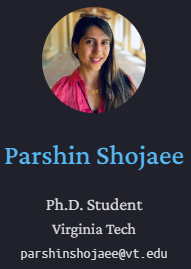 Parshin Shojaee
Ph.D. Student
Virginia Tech
parshinshojaee@vt.edu